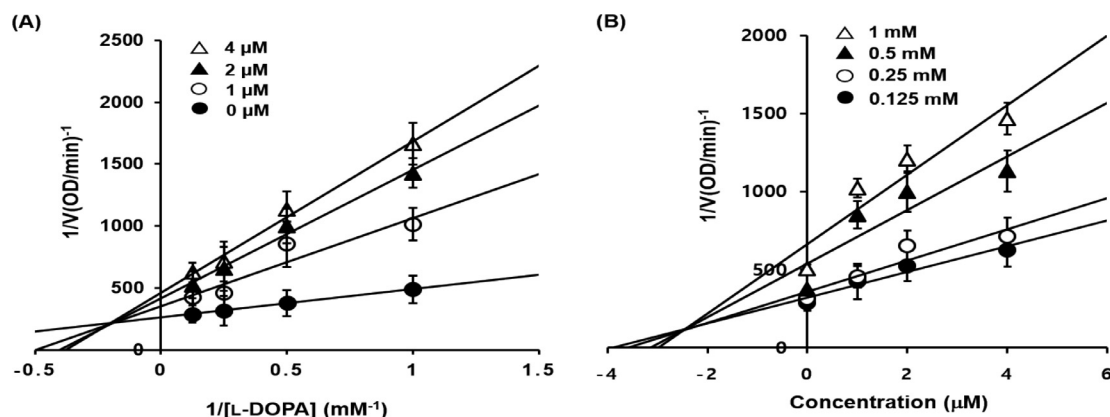 (A)
2500
2000
1500
1000
500
0
1/V(OD/min)-1
4 µM
2 µM
1 µM
0 µM
-0.5
0
0.5
1
1.5
1/[L-DOPA] (mM-1)
(B)
2000
1500
1000
500
0
1/V(OD/min)-1
1 mM
0.5 mM
0.25 mM
0.125 mM
-4
-2
0
2
4
6
Concentration (µM)